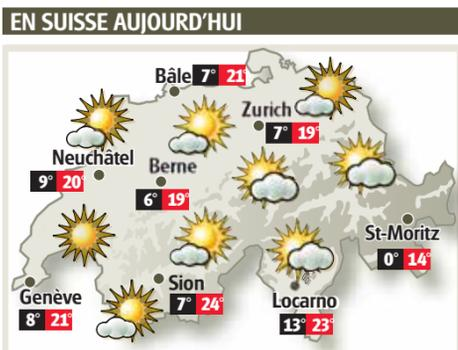 EN SUISSE AUJOURD'HUI
Bâle 7° 21°
Zurich
7° 19°
Neuchâtel
9° 20°
Berne
6° 19°
St-Moritz
0° 14°
Sion
7° 24°
Genève
8° 21°
Locarno
13° 23°